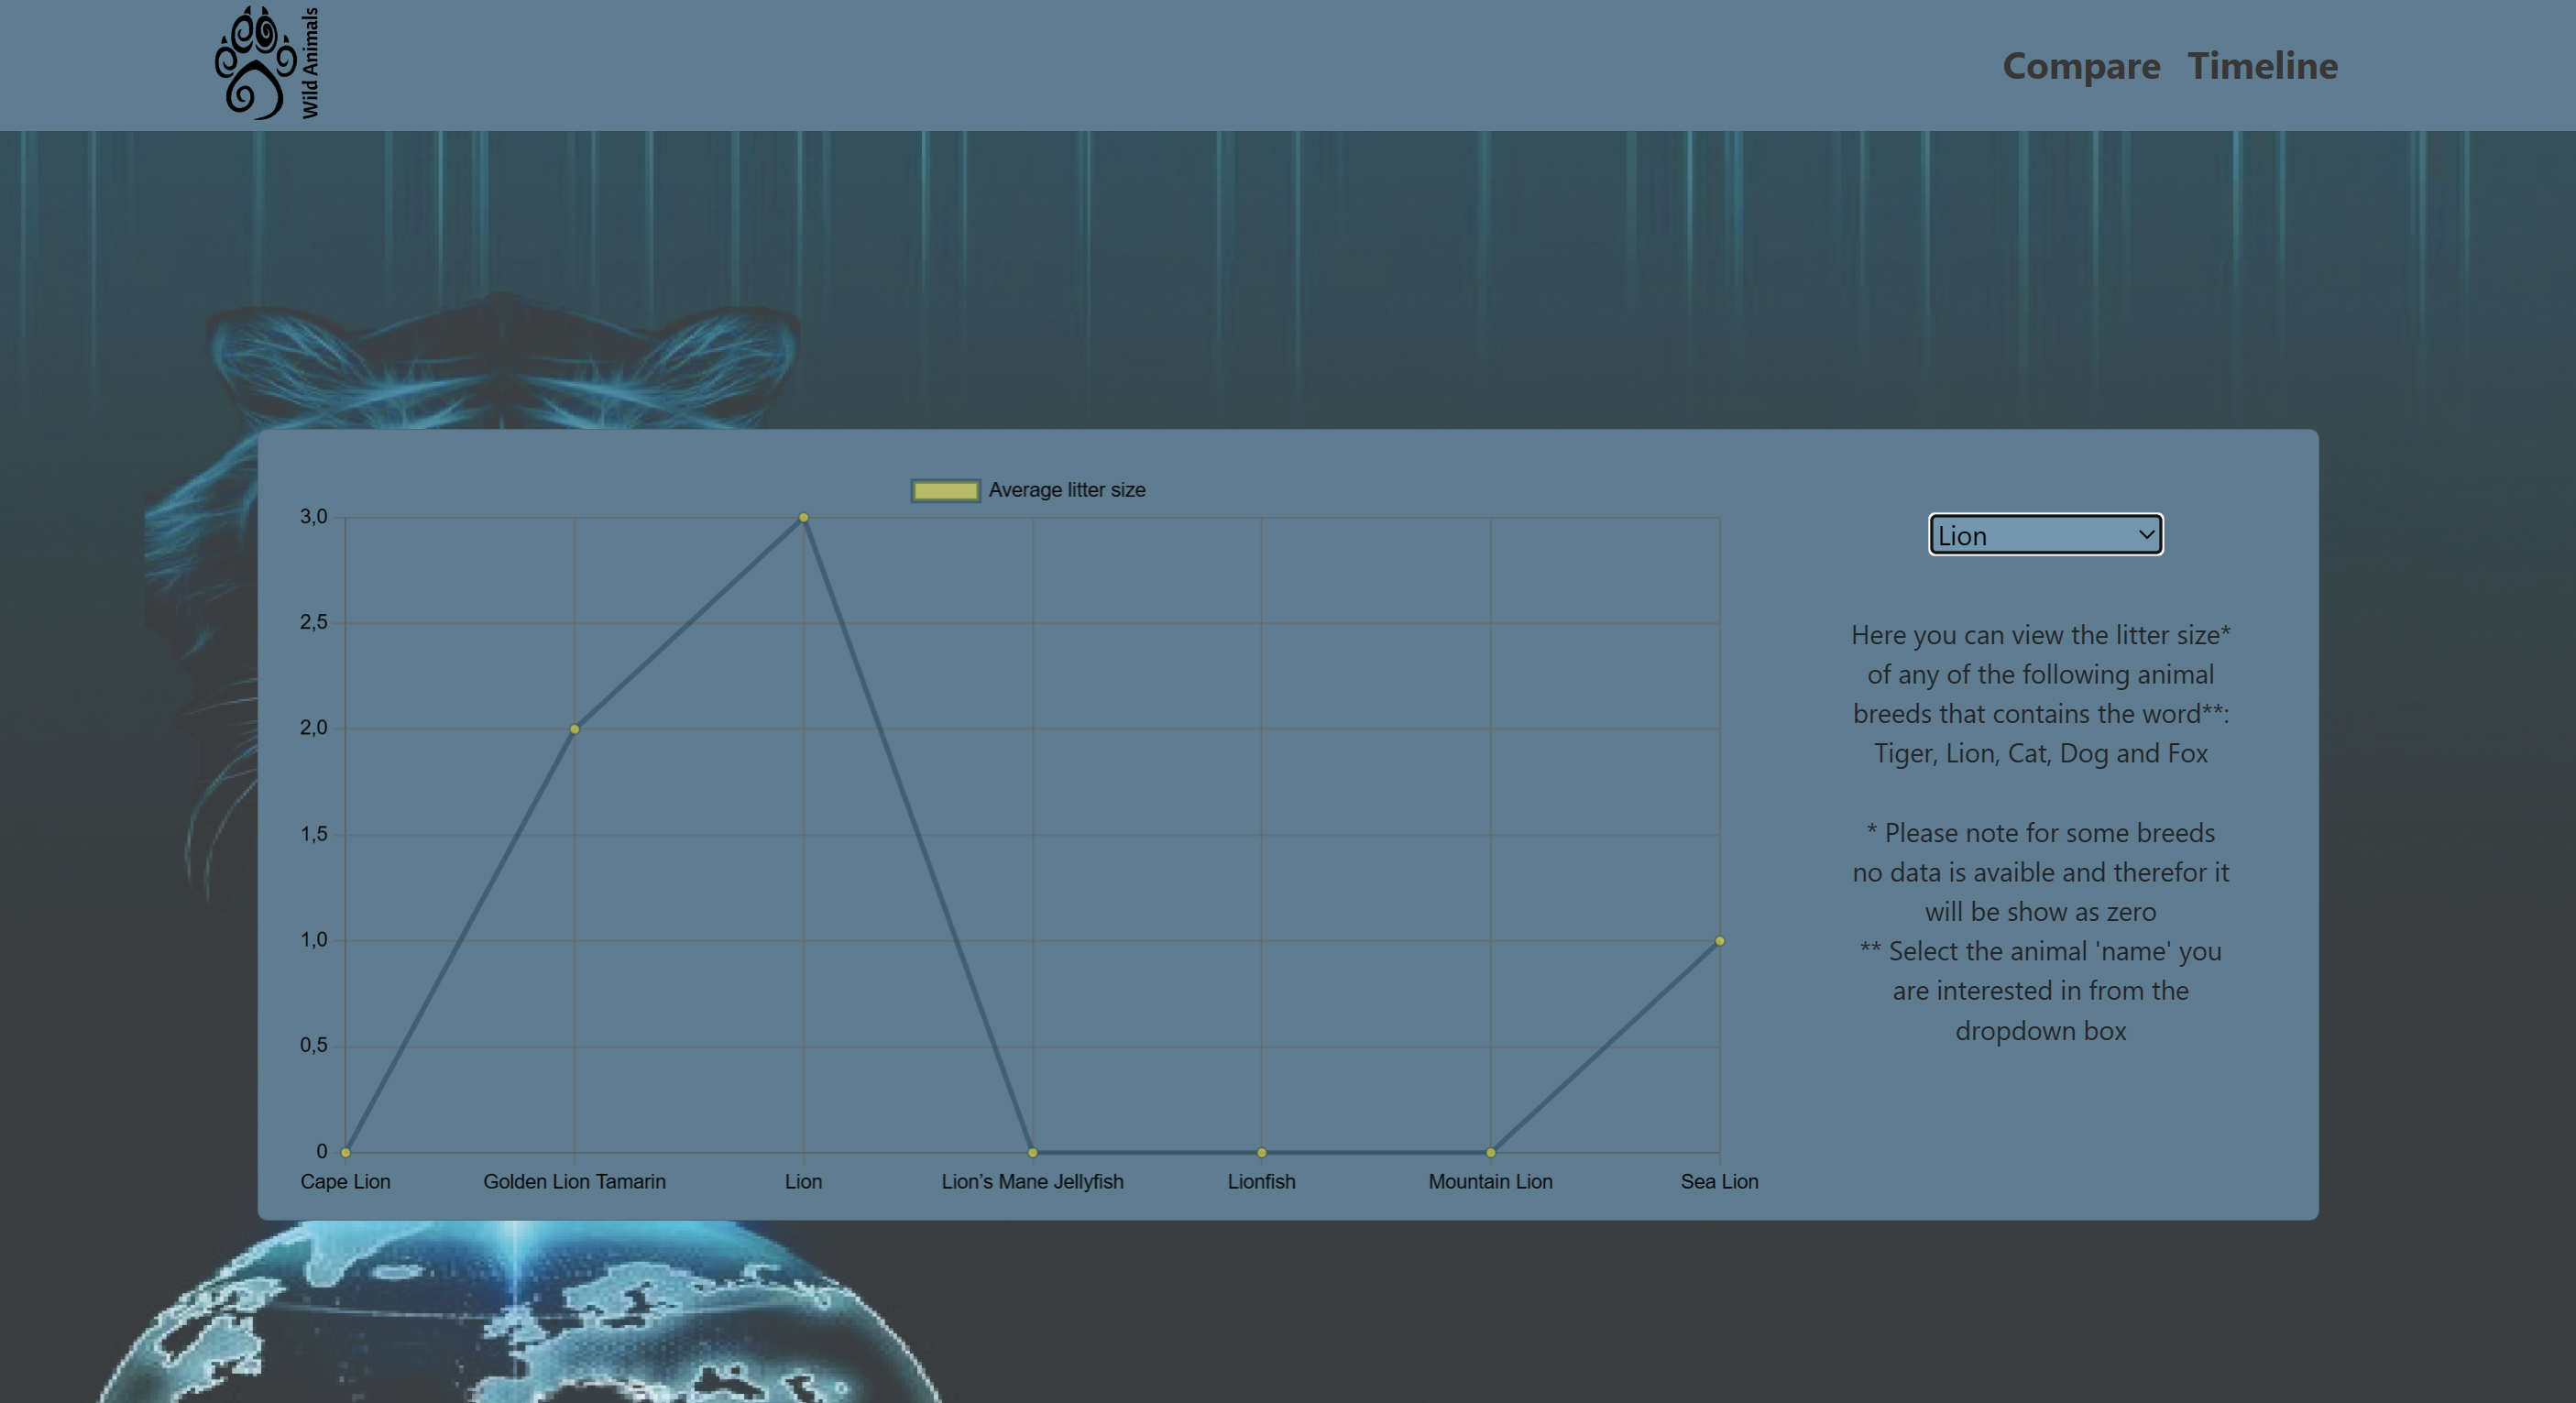 Wild Animals
Compare Timeline
Average litter size
3,0
2,5
2,0
1,5
1,0
0,5
0
Cape Lion Golden Lion Tamarin Lion Lion’s Mane Jellyfish Lionfish Mountain Lion Sea Lion
Lion
Here you can view the litter size*
of any of the following animal
breeds that contains the word**:
Tiger, Lion, Cat, Dog and Fox
* Please note for some breeds
no data is avaible and therefor it
will be show as zero
** Select the animal 'name' you
are interested in from the
dropdown box